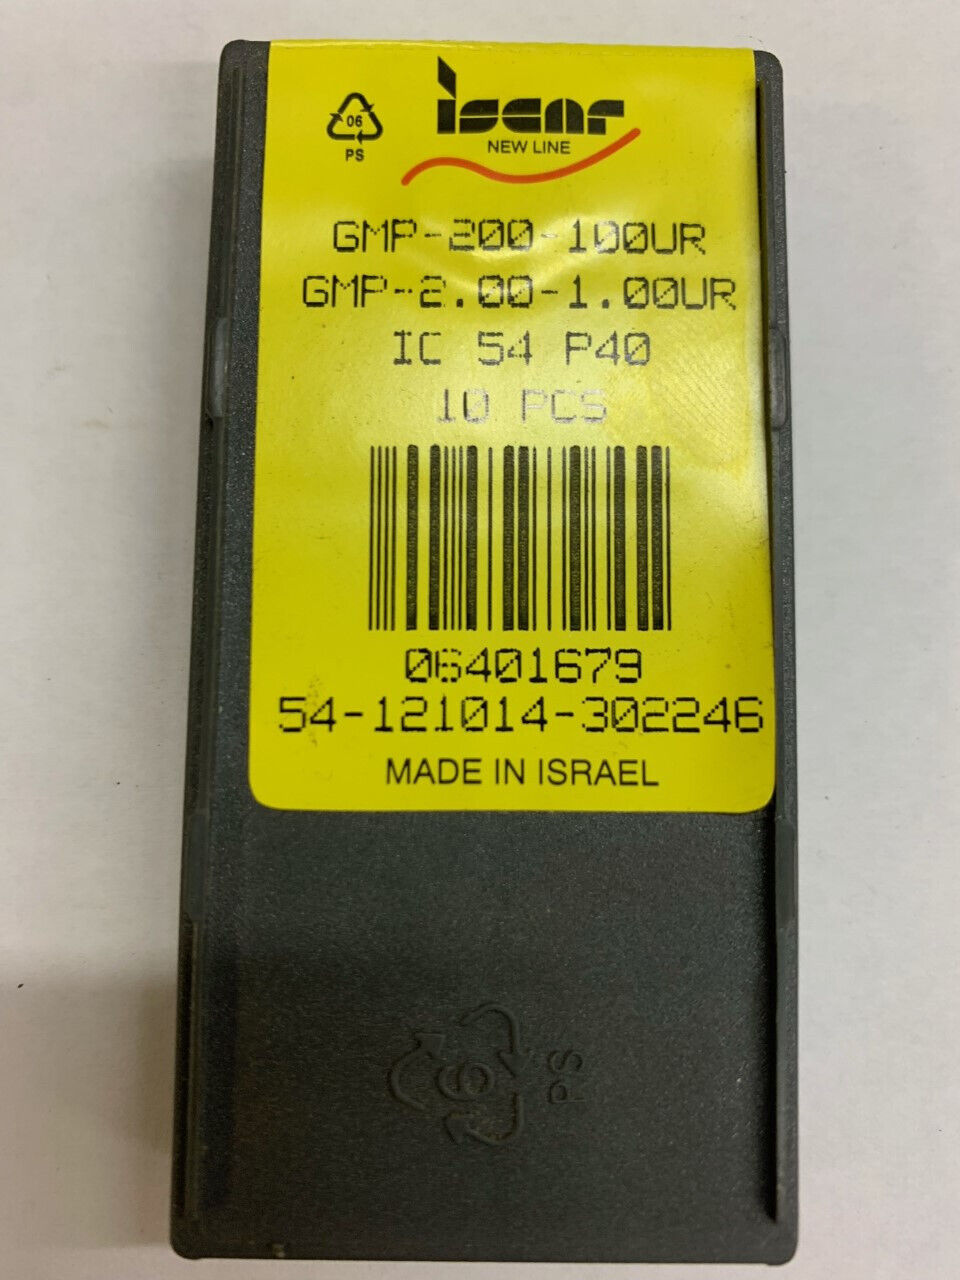 iscar
NEW LINE
06
PS
GMP-200-100UR
GMP-2.00-1.00UR
IC 54 P40
10 PCS
06401679
54-121014-302246
MADE IN ISRAEL
6
PS